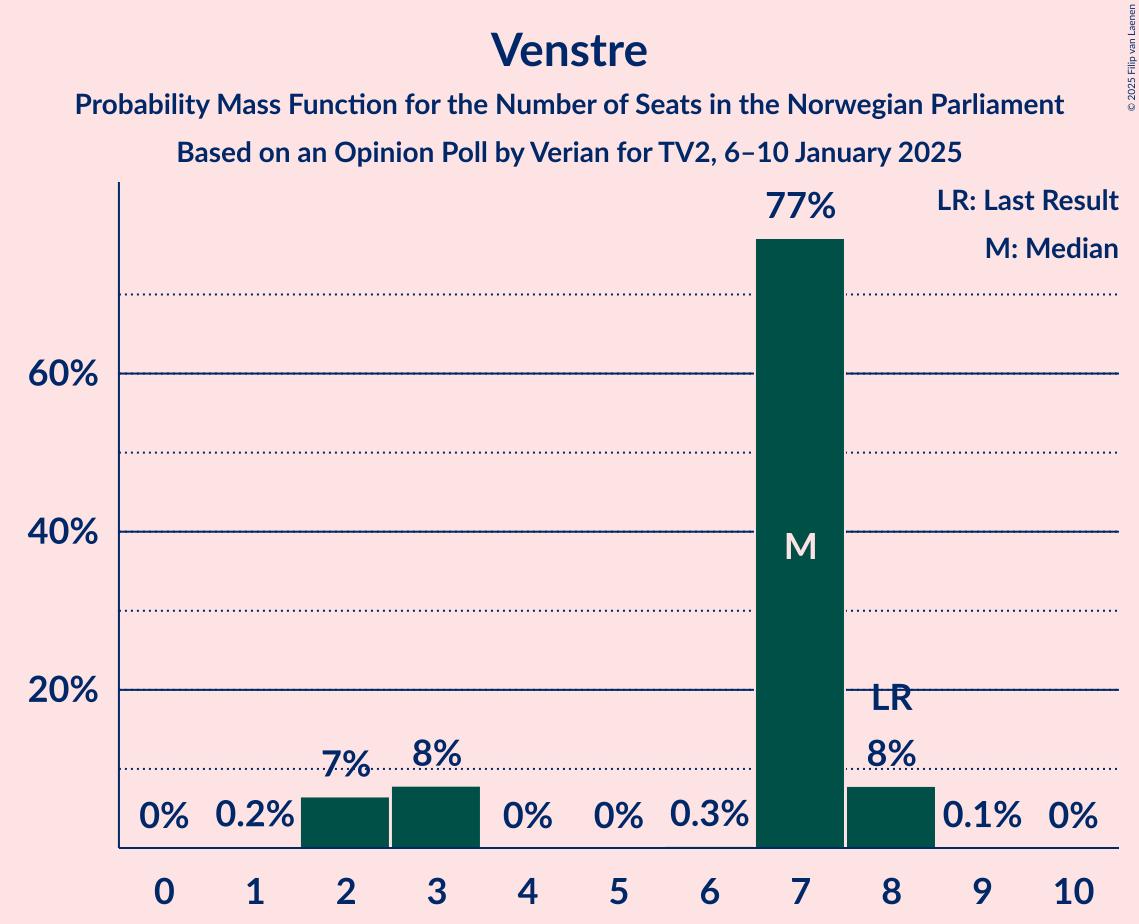 Venstre
Probability Mass Function for the Number of Seats in the Norwegian Parliament
Based on an Opinion Poll by Verian for TV2, 6–10 January 2025
© 2025 Filip van Laenen
LR: Last Result
M: Median
77%
60%
40%
20%
M
LR
0%
0.2%
7%
8%
0%
0%
0.3%
8%
0.1%
0%
0 1 2 3 4 5 6 7 8 9 10